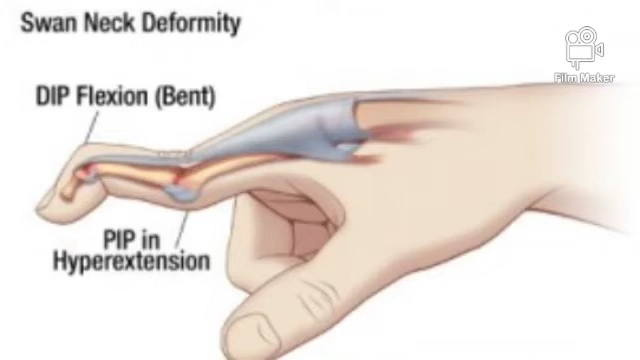 Swan Neck Deformity
Film Maker
DIP Flexion (Bent)
PIP in
Hyperextension